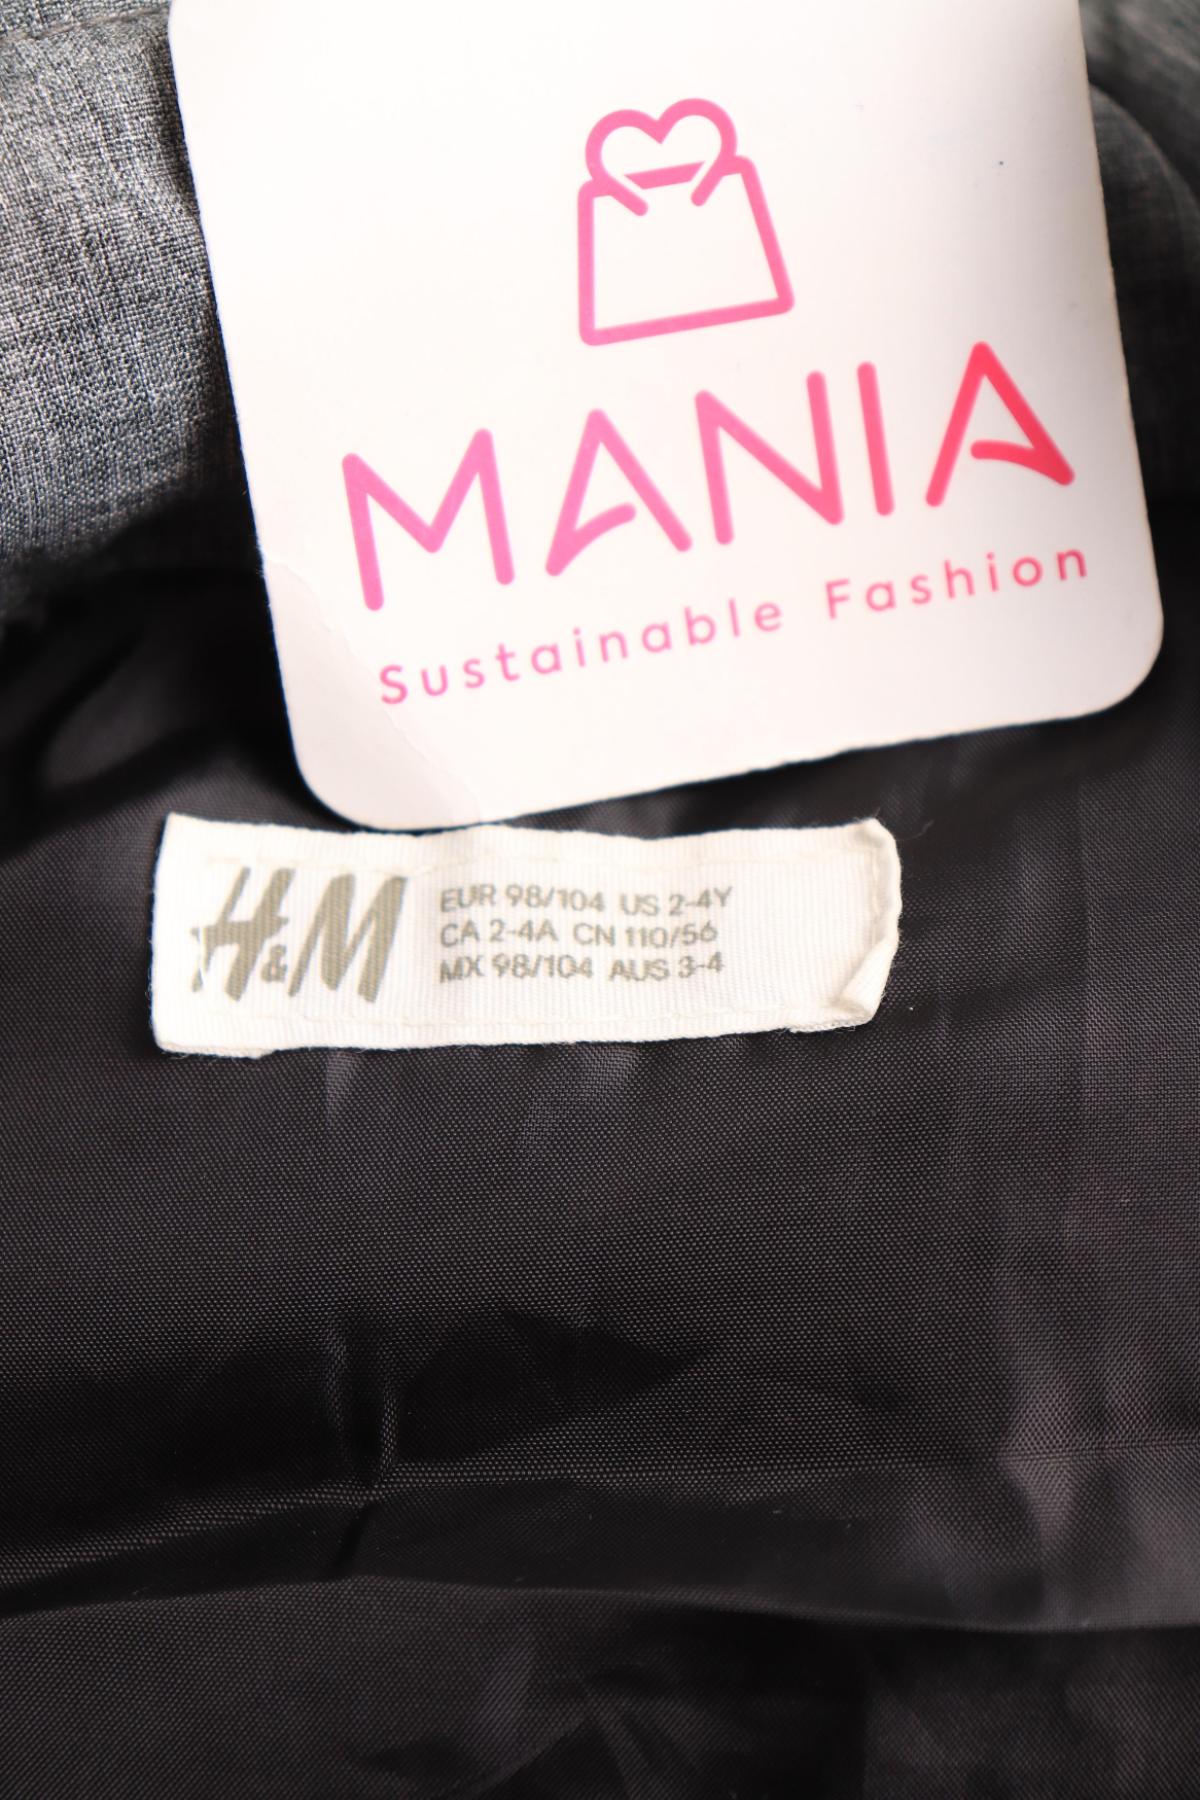 MANIA
Sustainable Fashion
H&M
EUR 98/104 US 2-4Y
CA 2-4A CN 110/56
MX 98/104 AUS 3-4